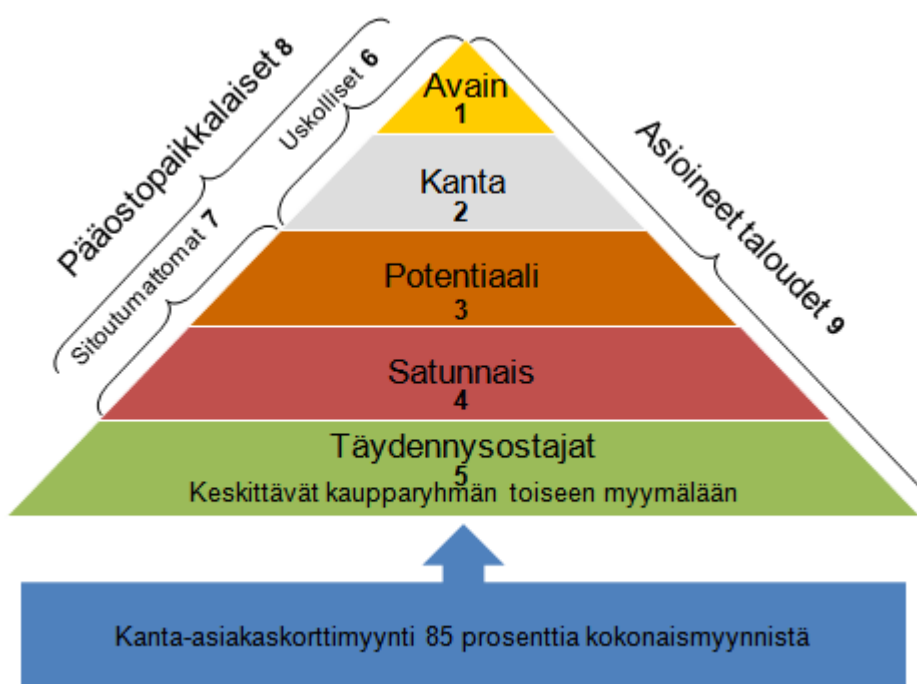 Pääostopaikkalaiset 8
Uskolliset 6
Sitoutumattomat 7
Asioineet taloudet 9
Avain
1
Kanta
2
Potentiaali
3
Satunnais
4
Täydennysostajat
5
Keskittävät kaupparyhmän toiseen myymälään
Kanta-asiakaskorttimyynti 85 prosenttia kokonaismyynnistä